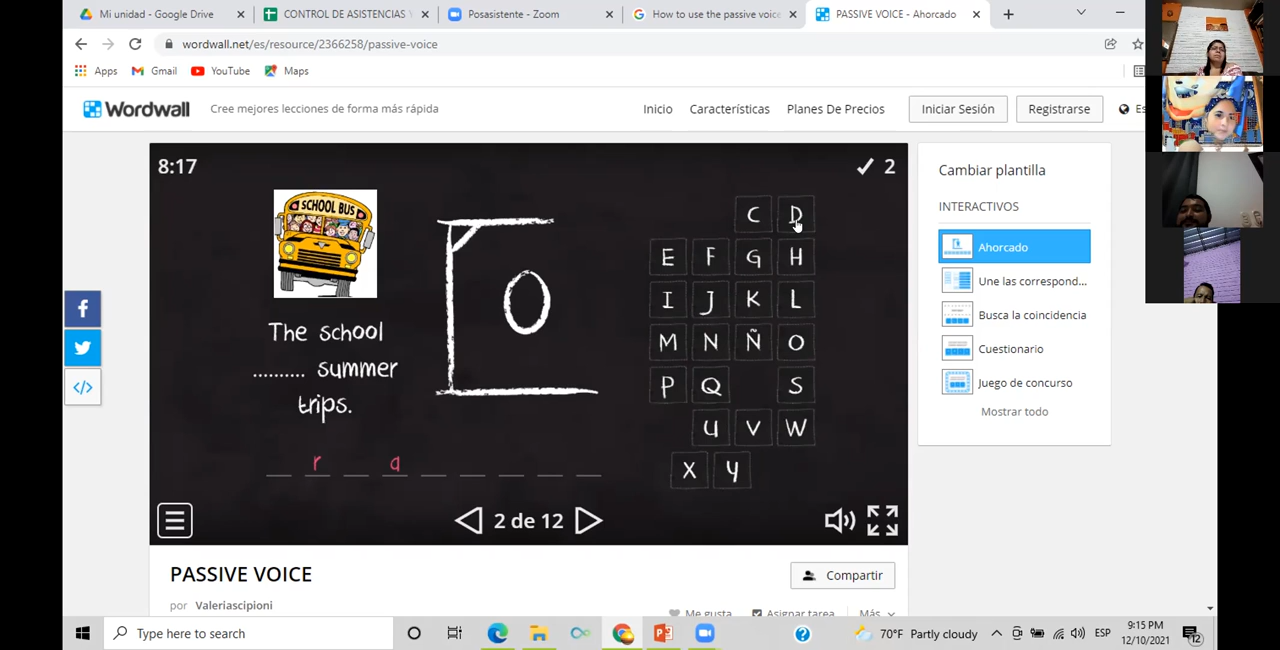 Mi unidad - Google Drive
CONTROL DE ASISTENCIAS
Posasistente - Zoom
How to use the passive voice
PASSIVE VOICE - Ahorcado
wordwall.net/es/resource/2366258/passive-voice
Apps Gmail YouTube Maps
Wordwall Cree mejores lecciones de forma más rápida Inicio Características Planes De Precios Iniciar Sesión Registrarse Es
8:17
2
SCHOOL BUS
The school
.......... summer
trips.
r a
C D
E F G H
I J K L
M N Ñ O
P Q S
U V W
X Y
O
2 de 12
Cambiar plantilla
INTERACTIVOS
Ahorcado
Une las correspond...
Busca la coincidencia
Cuestionario
Juego de concurso
Mostrar todo
PASSIVE VOICE
Compartir
por Valeriascipioni
Me gusta Asignar tarea Más
Type here to search
70°F Partly cloudy
ESP
9:15 PM
12/10/2021
12